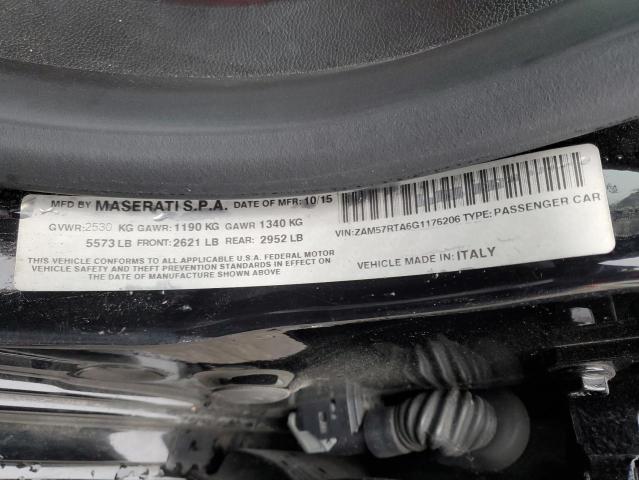 MFD BY MASERATI S.P.A. DATE OF MFR: 10/15
GVWR: 2530 KG GAWR: 1190 KG GAWR 1340 KG
5573 LB FRONT: 2621 LB REAR: 2952 LB
THIS VEHICLE CONFORMS TO ALL APPLICABLE U.S.A. FEDERAL MOTOR
VEHICLE SAFETY AND THEFT PREVENTION STANDARDS IN EFFECT ON
THE DATE OF MANUFACTURE SHOWN ABOVE.
VIN: ZAM57RTA6G1175206 TYPE: PASSENGER CAR
VEHICLE MADE IN: ITALY